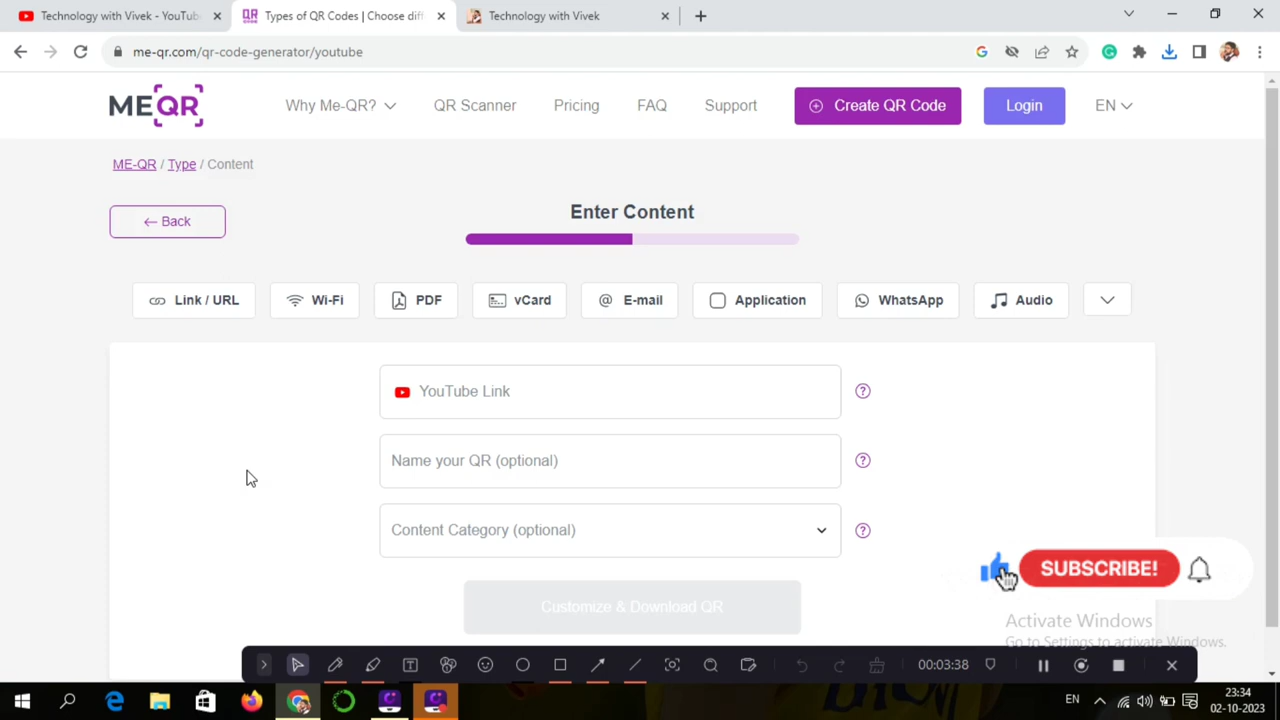 Technology with Vivek - YouTube
Types of QR Codes | Choose diff
Technology with Vivek
me-qr.com/qr-code-generator/youtube
MEQR
Why Me-QR?
QR Scanner
Pricing
FAQ
Support
Create QR Code
Login
EN
ME-QR / Type / Content
← Back
Enter Content
Link / URL
Wi-Fi
PDF
vCard
@ E-mail
Application
WhatsApp
Audio
YouTube Link
Name your QR (optional)
Content Category (optional)
Customize & Download QR
SUBSCRIBE!
Activate Windows
Go to Settings to activate Windows.
00:03:38
EN
23:34
02-10-2023